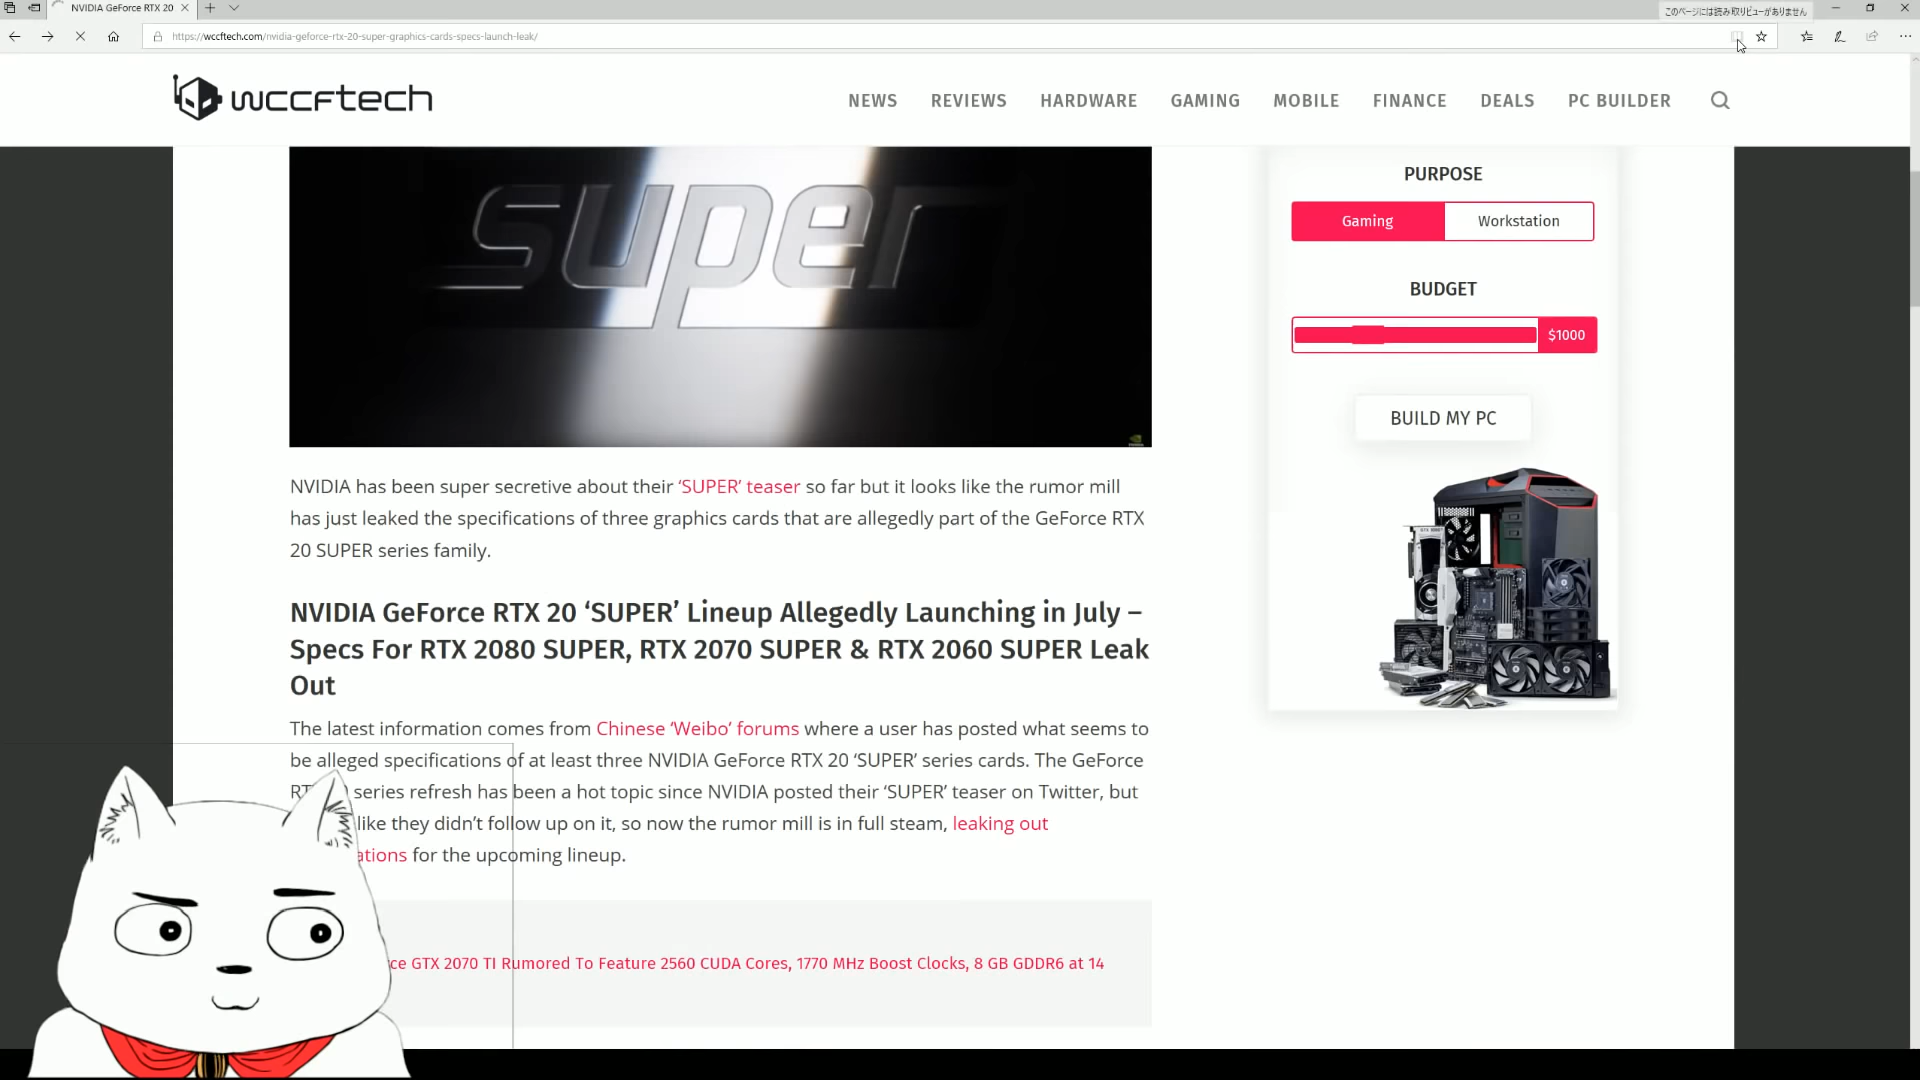 NVIDIA GeForce RTX 20
このページには読み取りビューがありません
https://wccftech.com/nvidia-geforce-rtx-20-super-graphics-cards-specs-launch-leak/
wccftech
NEWS REVIEWS HARDWARE GAMING MOBILE FINANCE DEALS PC BUILDER
super
PURPOSE
Gaming Workstation
BUDGET
$1000
BUILD MY PC
NVIDIA has been super secretive about their ‘SUPER’ teaser so far but it looks like the rumor mill
has just leaked the specifications of three graphics cards that are allegedly part of the GeForce RTX
20 SUPER series family.
NVIDIA GeForce RTX 20 ‘SUPER’ Lineup Allegedly Launching in July –
Specs For RTX 2080 SUPER, RTX 2070 SUPER & RTX 2060 SUPER Leak
Out
The latest information comes from Chinese ‘Weibo’ forums where a user has posted what seems to
be alleged specifications of at least three NVIDIA GeForce RTX 20 ‘SUPER’ series cards. The GeForce
series refresh has been a hot topic since NVIDIA posted their ‘SUPER’ teaser on Twitter, but
like they didn’t follow up on it, so now the rumor mill is in full steam, leaking out
for the upcoming lineup.
GTX 2070 TI Rumored To Feature 2560 CUDA Cores, 1770 MHz Boost Clocks, 8 GB GDDR6 at 14